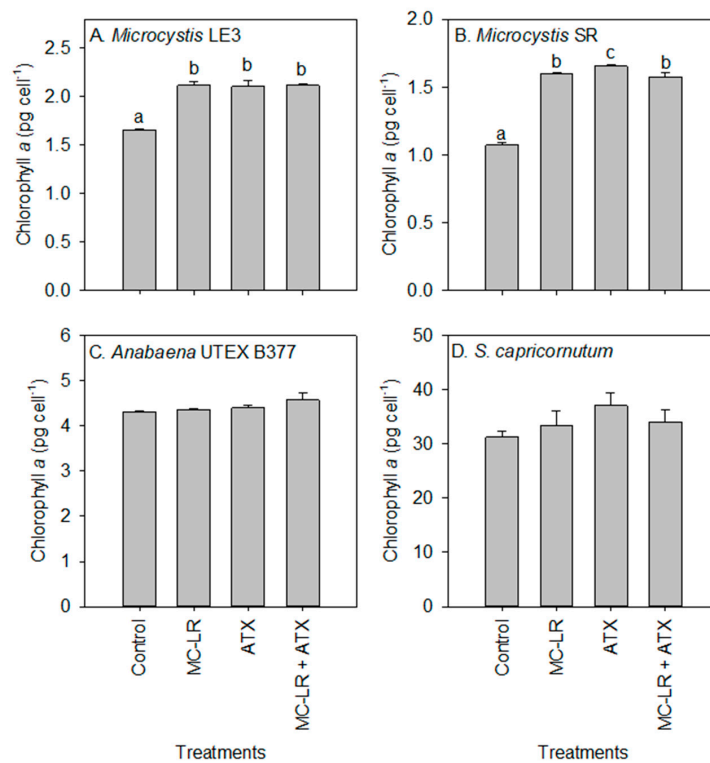 A. Microcystis LE3
B. Microcystis SR
Chlorophyll a (pg cell-1)
2.5
2.0
1.5
1.0
0.5
0.0
a
b
b
b
Chlorophyll a (pg cell-1)
2.0
1.5
1.0
0.5
0.0
a
b
c
b
C. Anabaena UTEX B377
D. S. capricornutum
Chlorophyll a (pg cell-1)
6
5
4
3
2
1
0
Chlorophyll a (pg cell-1)
50
40
30
20
10
0
Control
MC-LR
ATX
MC-LR + ATX
Control
MC-LR
ATX
MC-LR + ATX
Treatments
Treatments